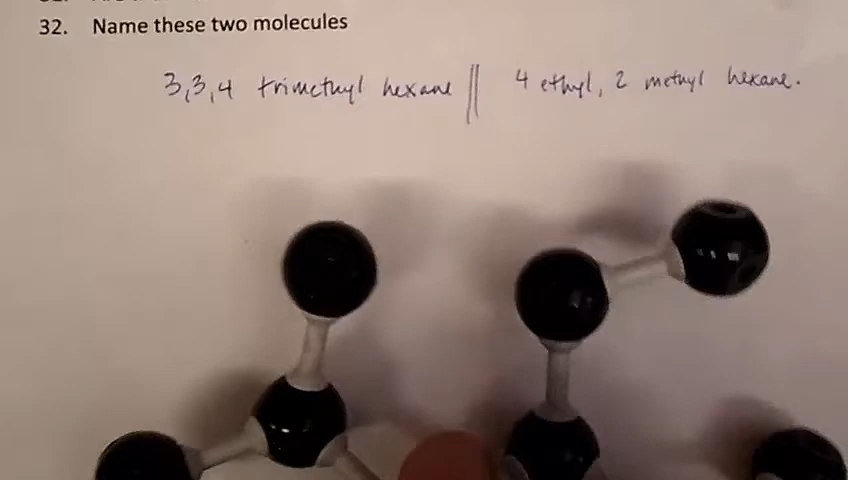 32. Name these two molecules
3,3,4 trimethyl hexane || 4 ethyl, 2 methyl hexane.